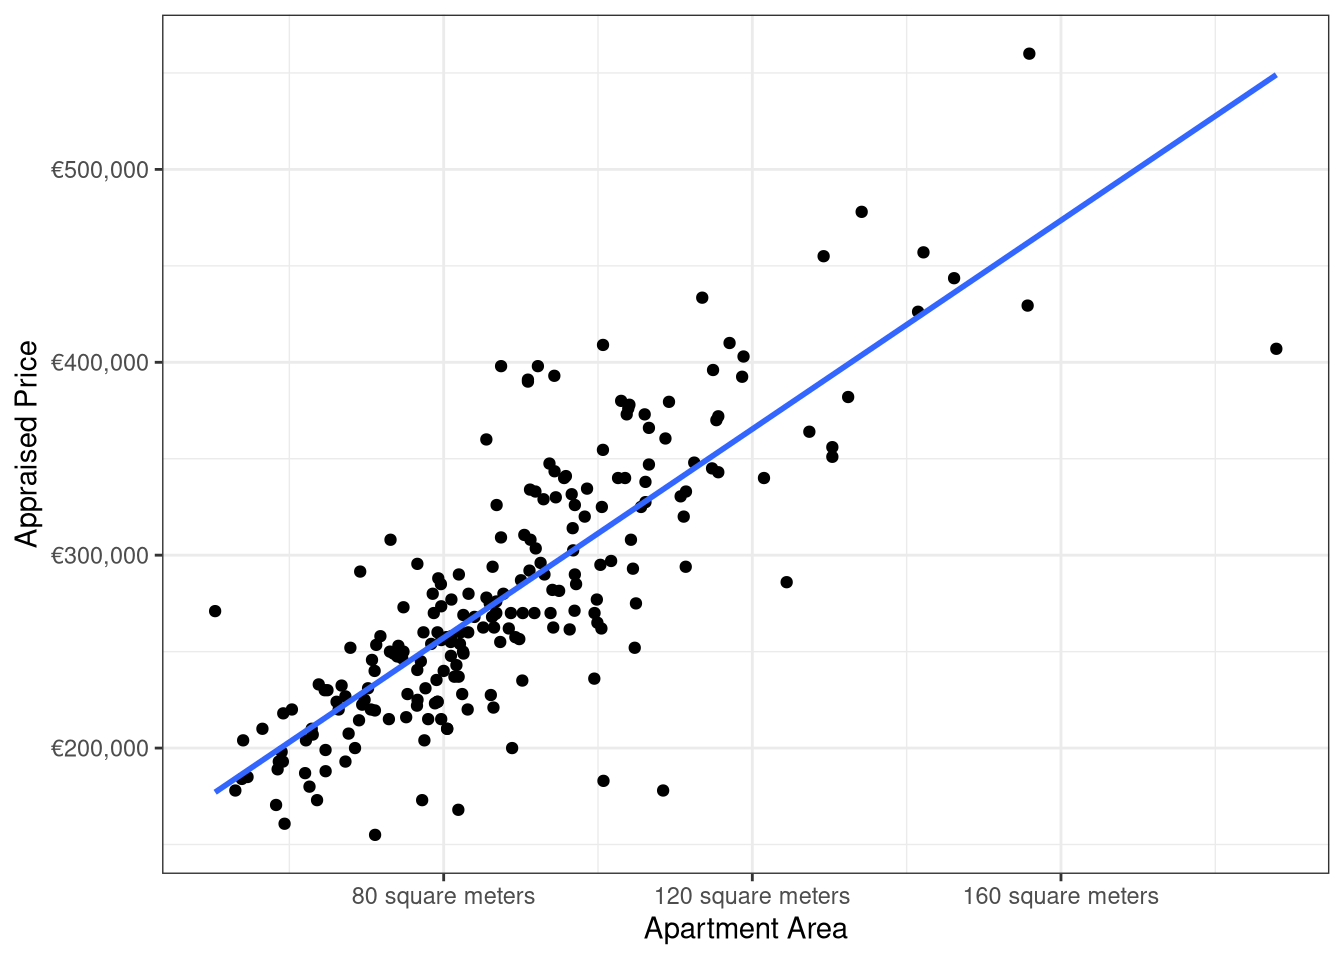 Appraised Price
€500,000
€400,000
€300,000
€200,000
80 square meters
120 square meters
160 square meters
Apartment Area